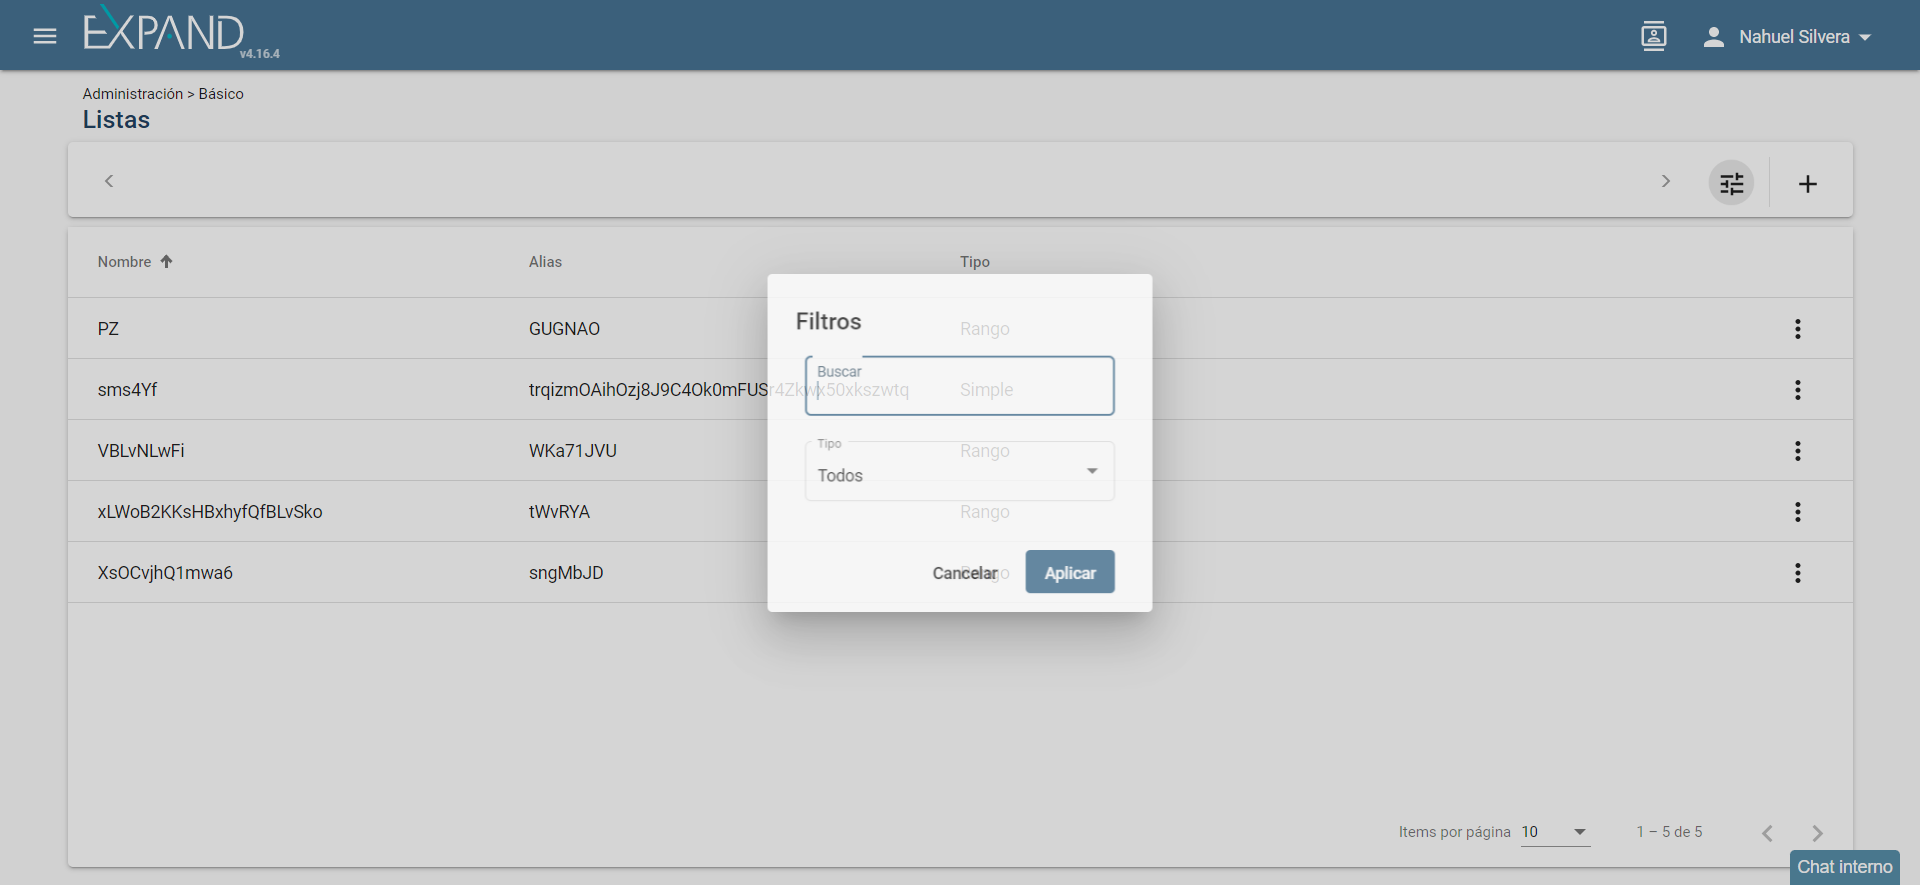 EXPAND
v4.16.4
Nahuel Silvera
Administración > Básico
Listas
Nombre Alias Tipo
PZ GUGNAO Rango
sms4Yf trqizmOAihOzj8J9C4Ok0mFUSr4Zkwx50xkszwtq Simple
VBLvNLwFi WKa71JVU Rango
xLWoB2KKsHBxhyfQfBLvSko tWvRYA Rango
XsOCvjhQ1mwa6 sngMbJD Rango
Filtros
Buscar
Tipo
Todos
Cancelar Aplicar
Items por página 10 1 – 5 de 5
Chat interno